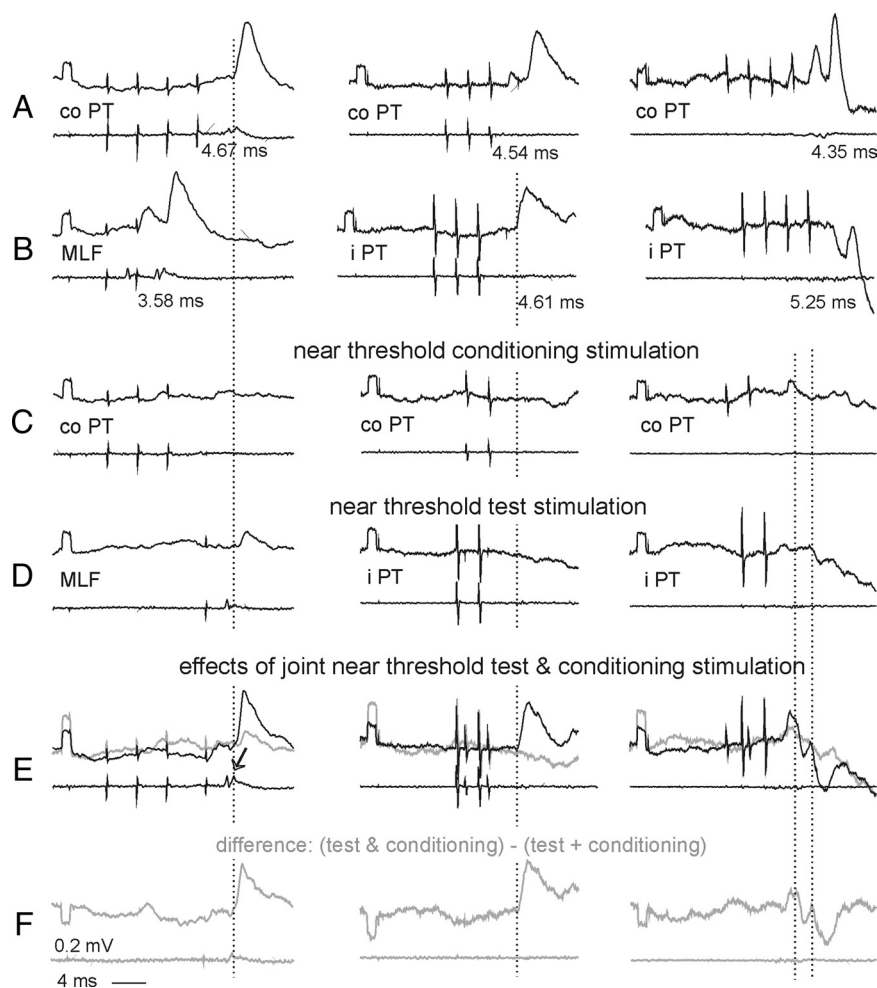 A
co PT
co PT
co PT
4.67 ms
4.54 ms
4.35 ms
B
MLF
i PT
i PT
3.58 ms
4.61 ms
5.25 ms
near threshold conditioning stimulation
C
co PT
co PT
co PT
near threshold test stimulation
D
MLF
i PT
i PT
effects of joint near threshold test & conditioning stimulation
E
difference: (test & conditioning) - (test + conditioning)
F
0.2 mV
4 ms